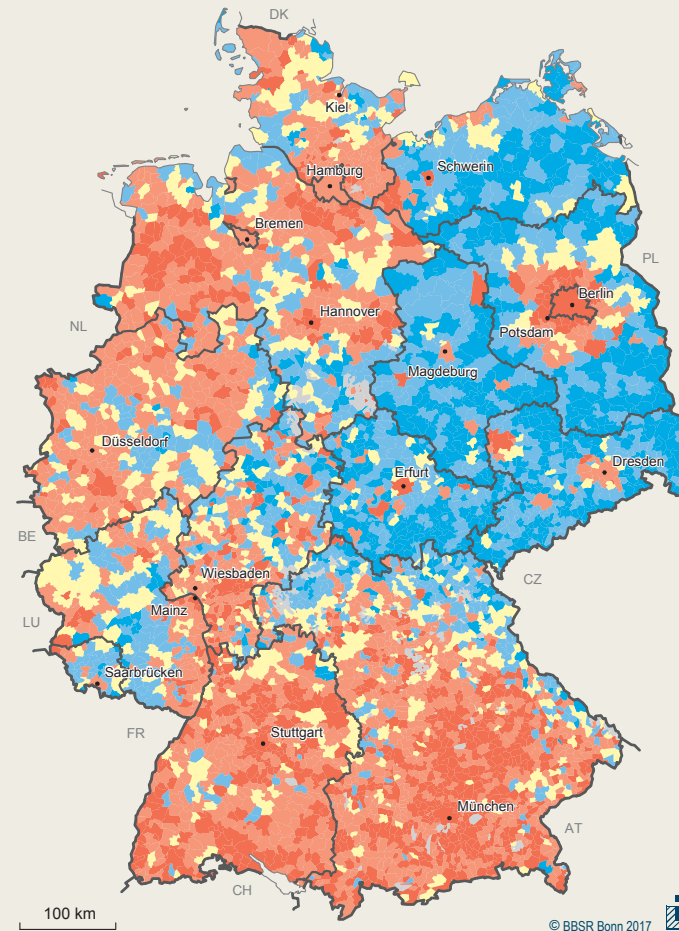 DK
Kiel
Hamburg
Schwerin
Bremen
PL
Berlin
NL
Hannover
Potsdam
Magdeburg
Düsseldorf
Erfurt
Dresden
BE
Wiesbaden
CZ
Mainz
LU
Saarbrücken
FR
Stuttgart
München
AT
CH
100 km
© BBSR Bonn 2017